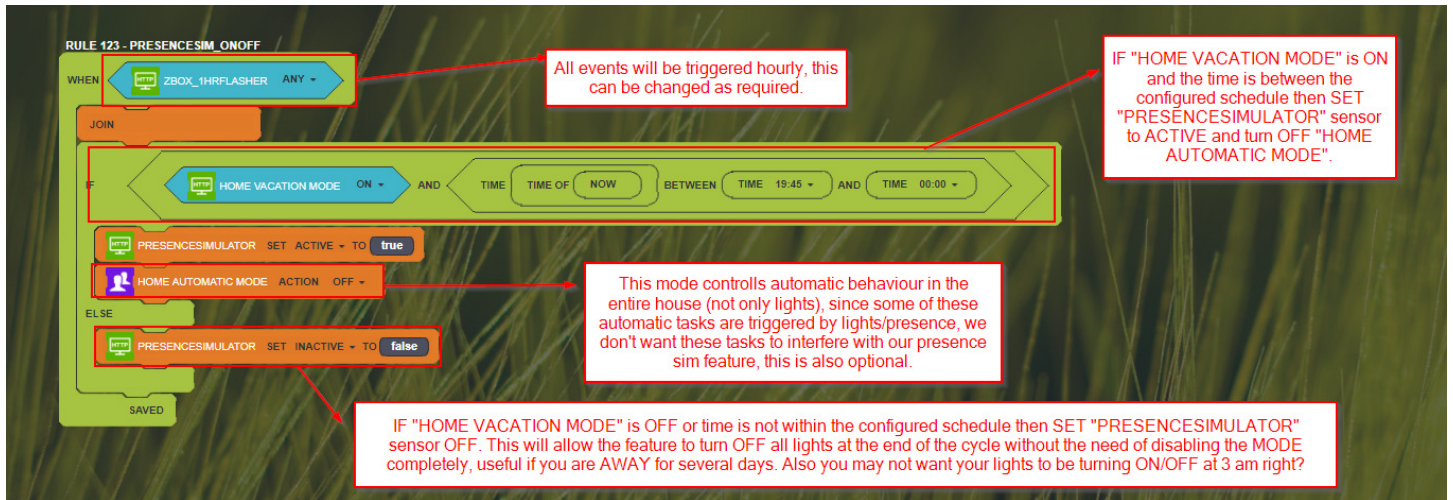 RULE 123 - PRESENCESIM_ONOFF
WHEN HTTP ZBOX_1HRFLASHER ANY
All events will be triggered hourly, this
can be changed as required.
IF "HOME VACATION MODE" is ON
and the time is between the
configured schedule then SET
"PRESENCESIMULATOR" sensor
to ACTIVE and turn OFF "HOME
AUTOMATIC MODE".
JOIN
IF HTTP HOME VACATION MODE ON AND TIME TIME OF NOW BETWEEN TIME 19:45 AND TIME 00:00
HTTP PRESENCESIMULATOR SET ACTIVE TO true
HOME AUTOMATIC MODE ACTION OFF
This mode controlls automatic behaviour in the
entire house (not only lights), since some of these
automatic tasks are triggered by lights/presence, we
don't want these tasks to interfere with our presence
sim feature, this is also optional.
ELSE
HTTP PRESENCESIMULATOR SET INACTIVE TO false
SAVED
IF "HOME VACATION MODE" is OFF or time is not within the configured schedule then SET "PRESENCESIMULATOR"
sensor OFF. This will allow the feature to turn OFF all lights at the end of the cycle without the need of disabling the MODE
completely, useful if you are AWAY for several days. Also you may not want your lights to be turning ON/OFF at 3 am right?